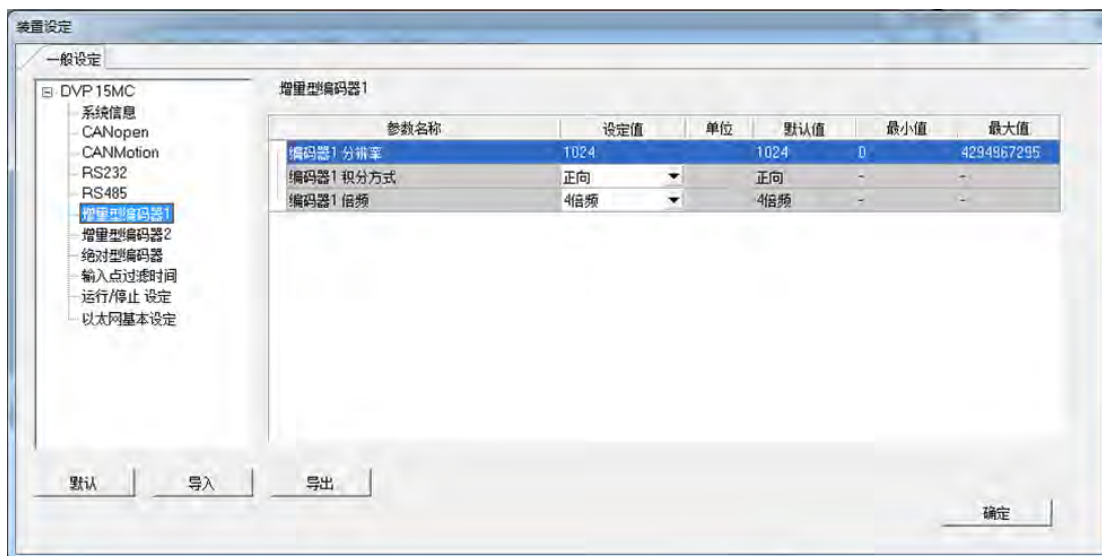 装置设定
一般设定
DVP 15MC
系统信息
CANopen
CANMotion
RS232
RS485
增量型编码器1
增量型编码器2
绝对型编码器
输入点过滤时间
运行/停止 设定
以太网基本设定
增量型编码器1
参数名称 设定值 单位 默认值 最小值 最大值
编码器1 分辨率 1024 1024 0 4294967295
编码器1 积分方式 正向 正向 - -
编码器1 倍频 4倍频 4倍频 - -
默认 导入 导出
确定